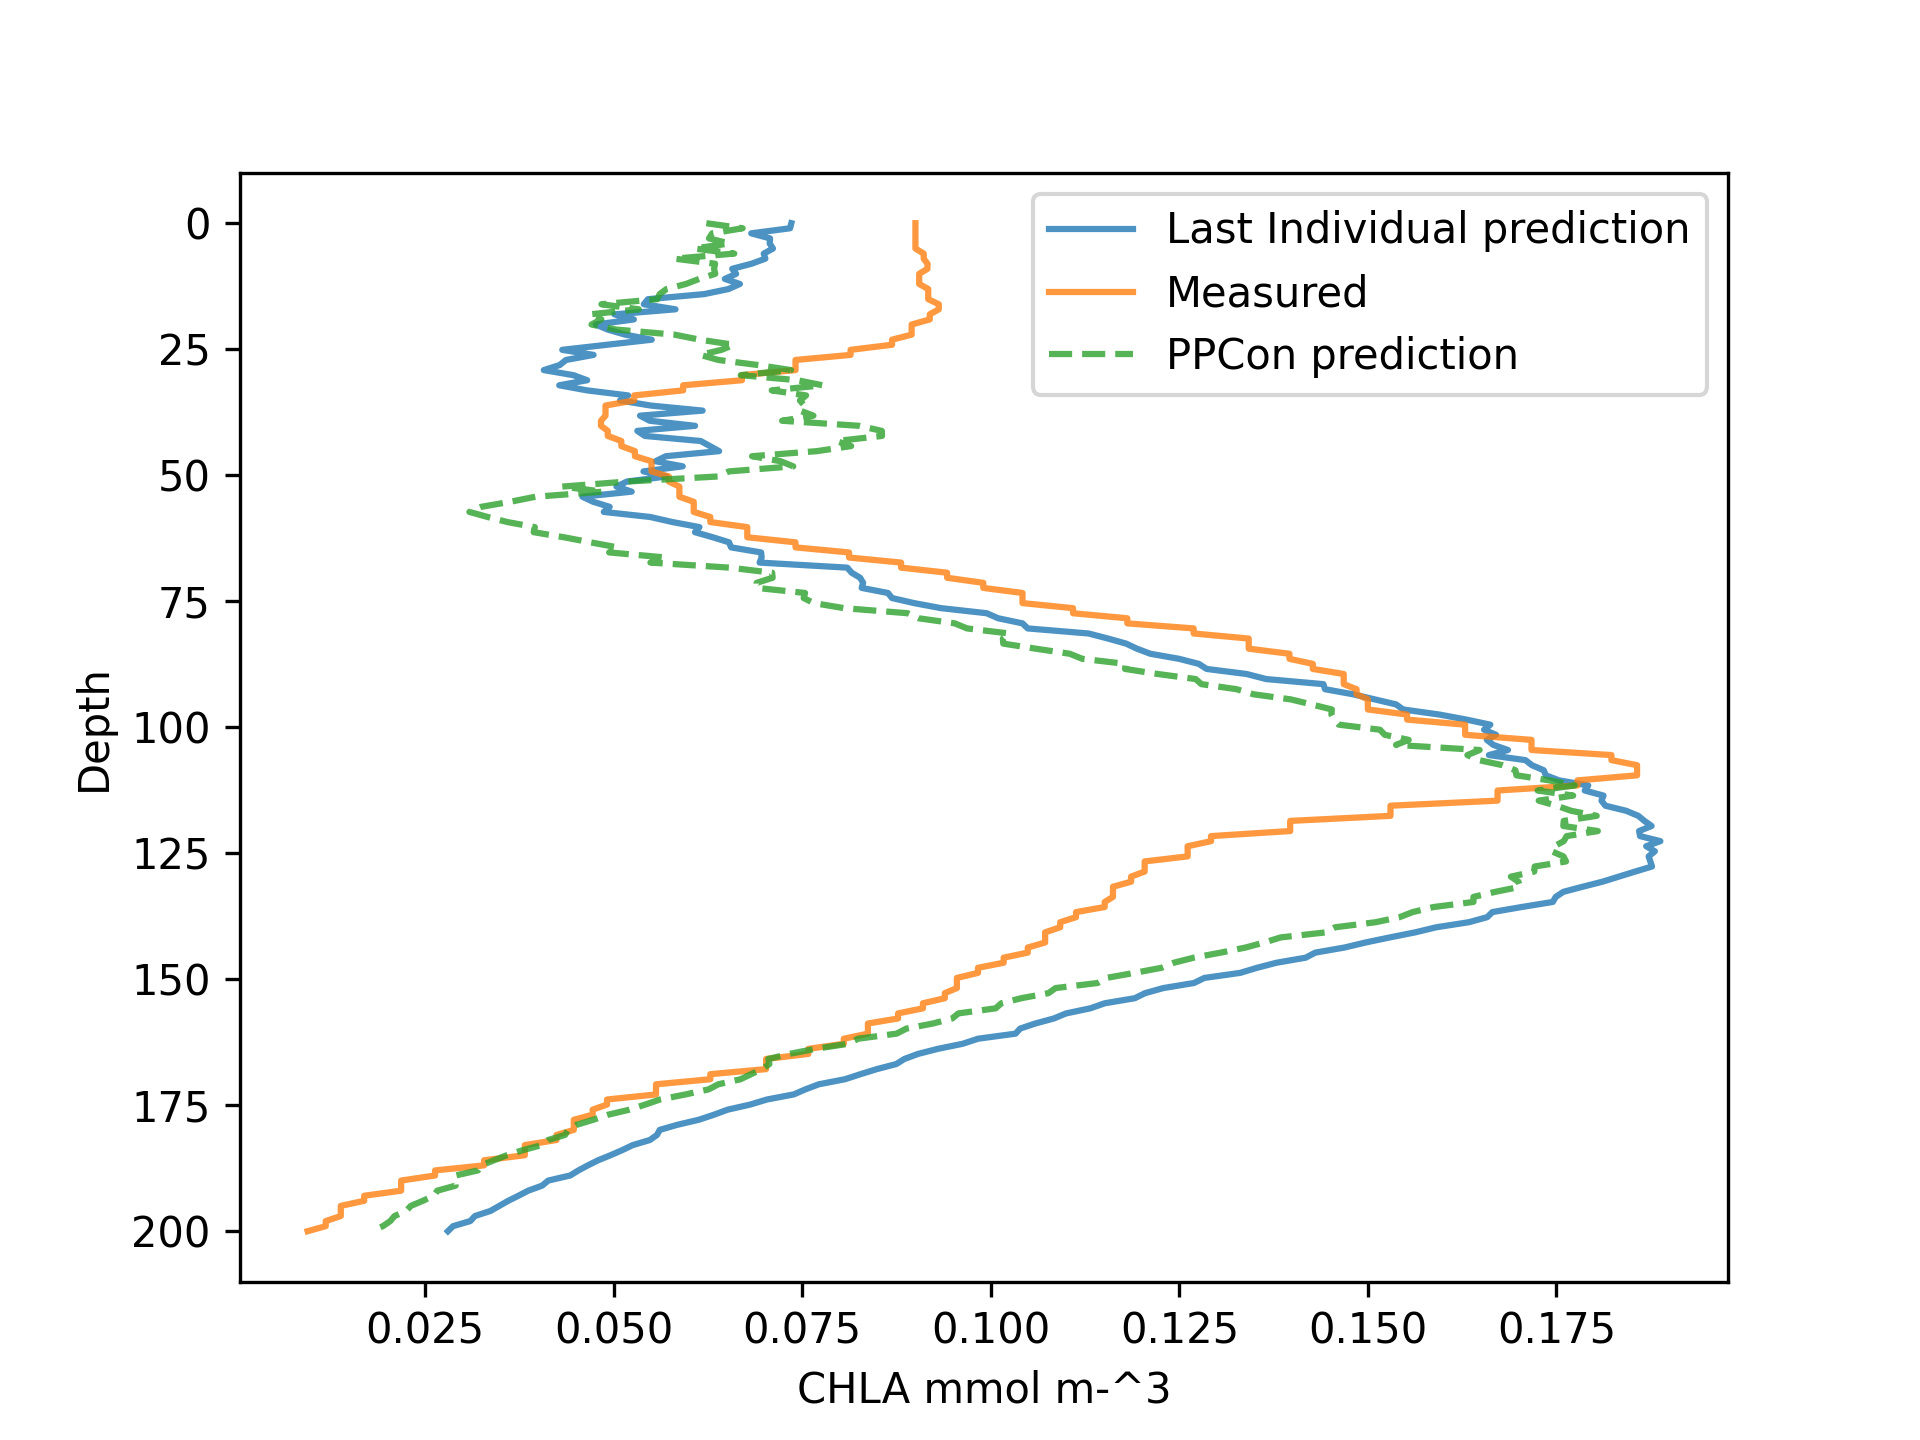 Last Individual prediction
Measured
PPCon prediction
0
25
50
75
100
125
150
175
200
Depth
0.025 0.050 0.075 0.100 0.125 0.150 0.175
CHLA mmol m-^3